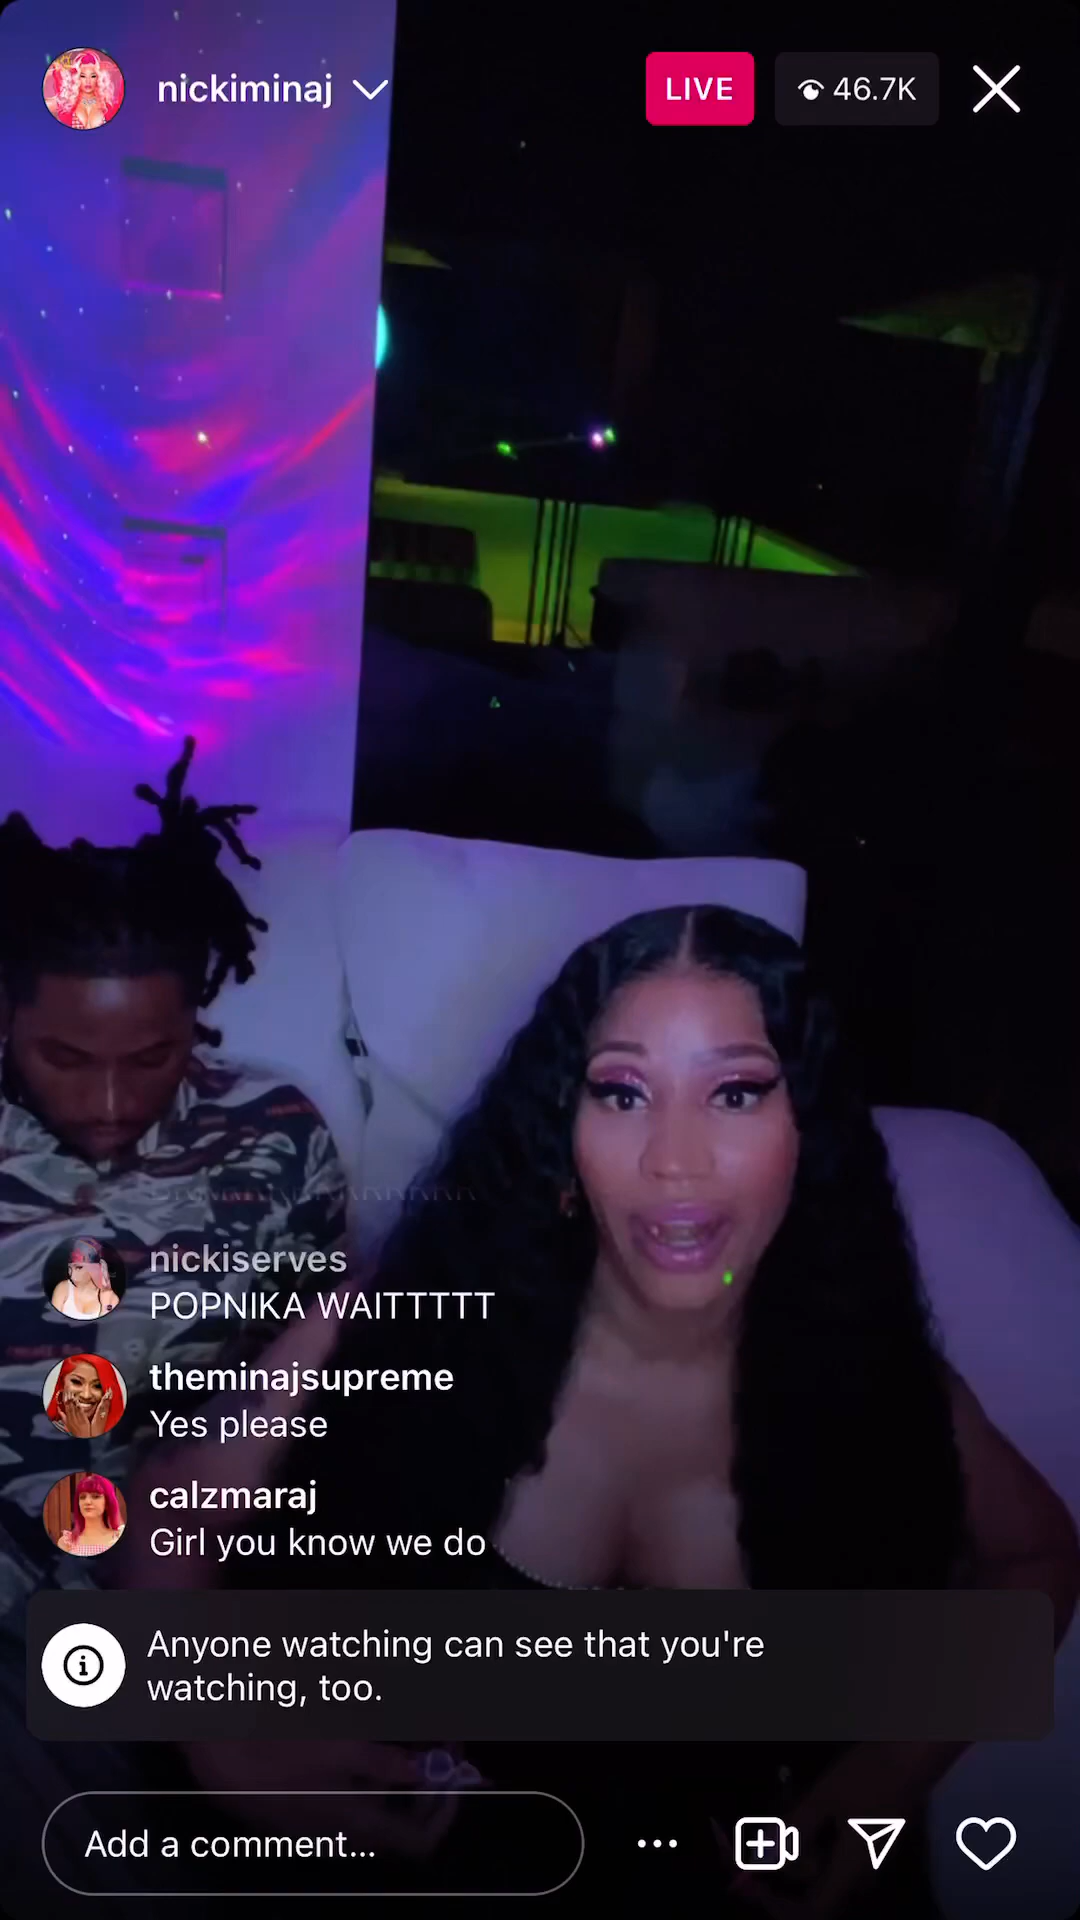 nickiminaj
LIVE
46.7K
nickiserves
POPNIKA WAITTTTT
theminajsupreme
Yes please
calzmaraj
Girl you know we do
Anyone watching can see that you're
watching, too.
Add a comment...